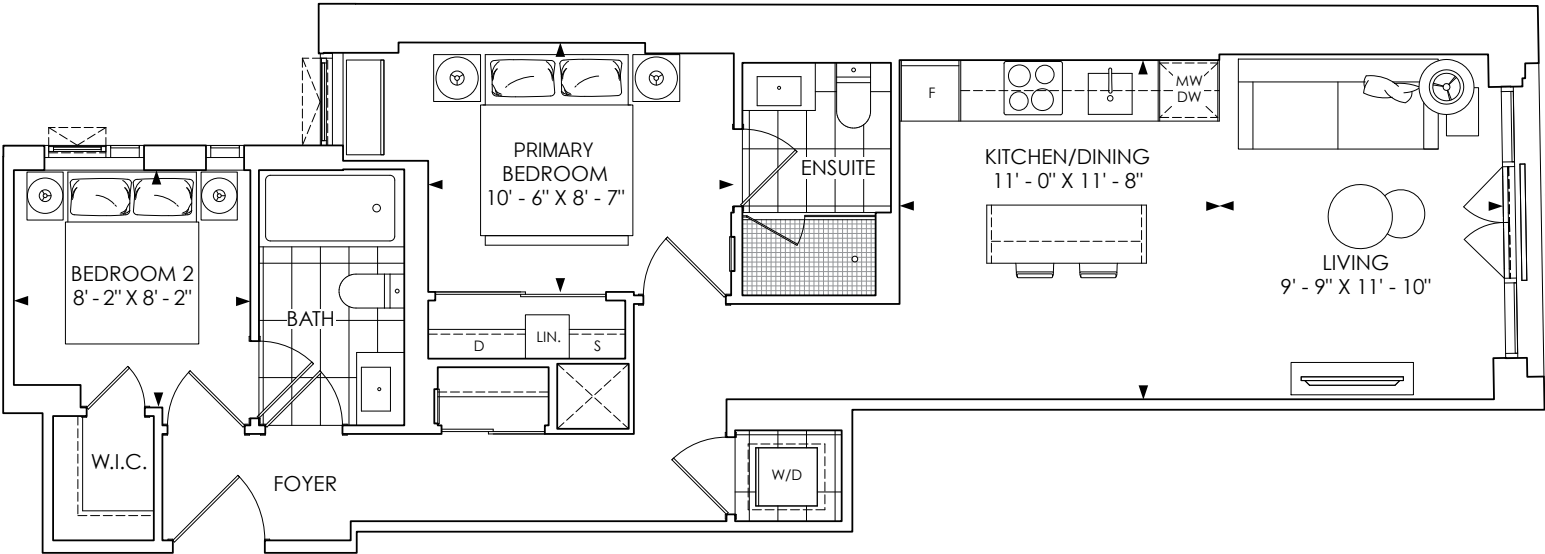 PRIMARY
BEDROOM
10' - 6" X 8' - 7"
ENSUITE
F
MW
DW
KITCHEN/DINING
11' - 0" X 11' - 8"
LIVING
9' - 9" X 11' - 10"
BEDROOM 2
8' - 2" X 8' - 2"
BATH
D
LIN.
S
W.I.C.
FOYER
W/D